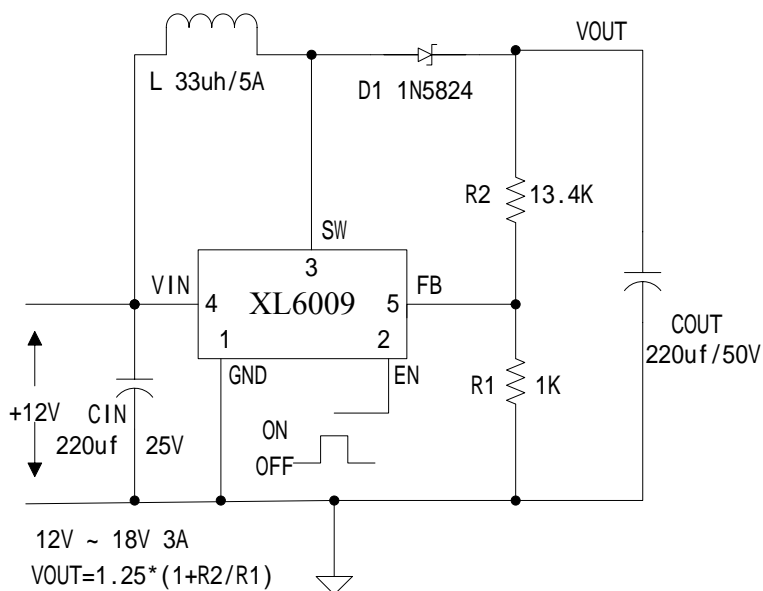 VOUT
L 33uh/5A
D1 1N5824
R2 13.4K
SW
3
VIN
4
XL6009
5
FB
1
2
COUT
220uf/50V
GND
EN
R1 1K
+12V
CIN
220uf 25V
ON
OFF
12V ~ 18V 3A
VOUT=1.25*(1+R2/R1)